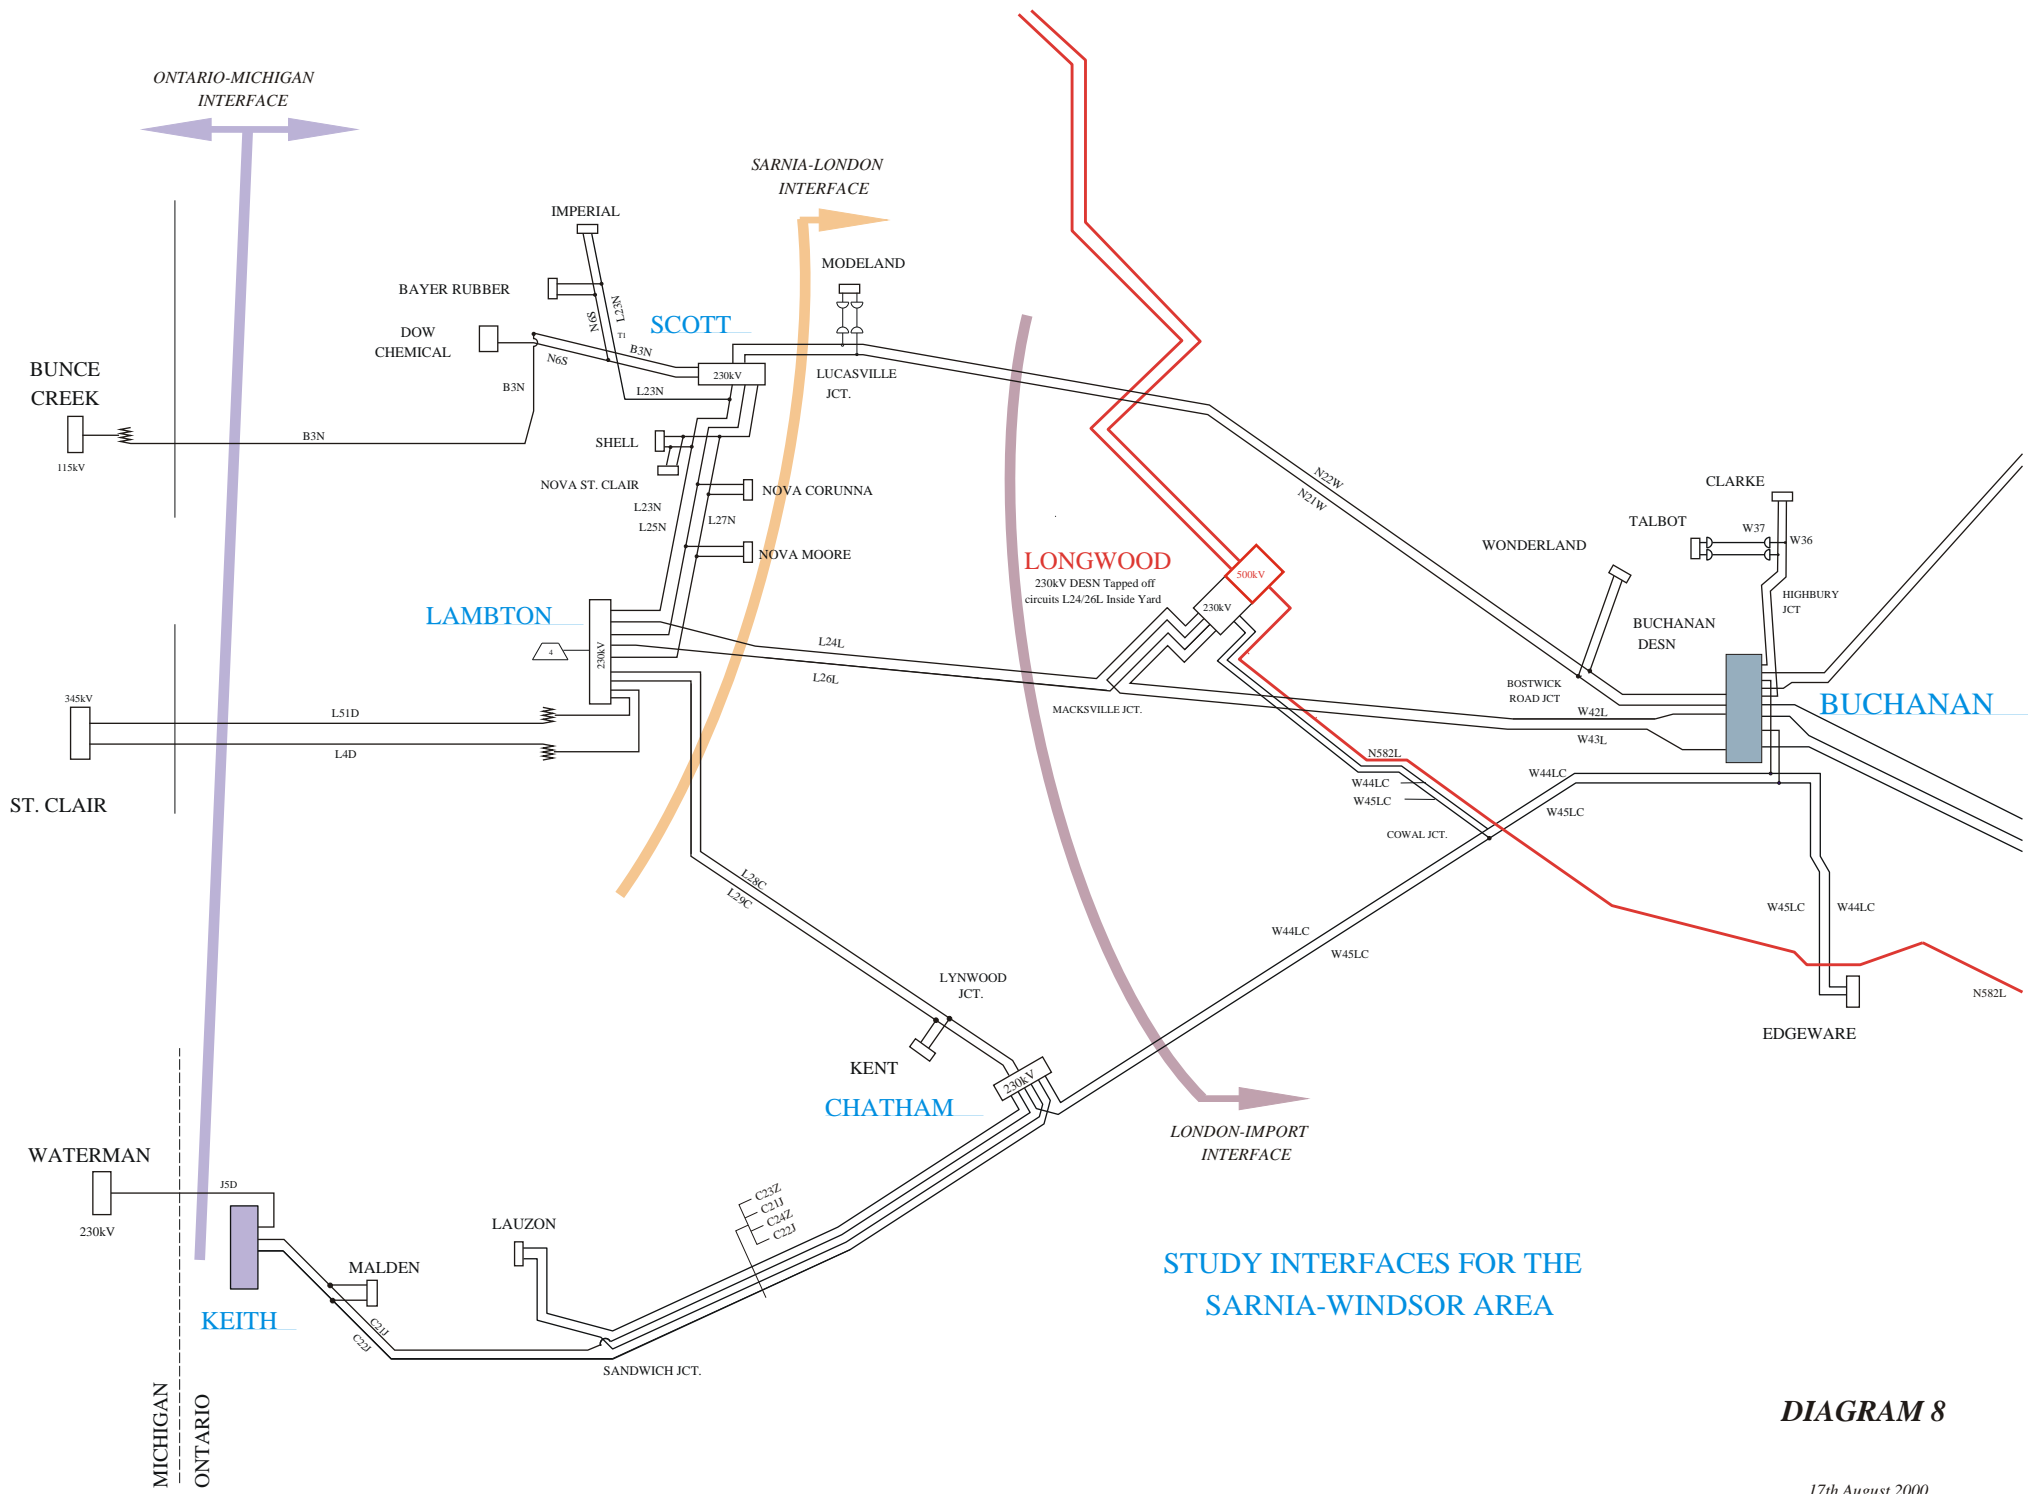 ONTARIO-MICHIGAN
INTERFACE
SARNIA-LONDON
INTERFACE
IMPERIAL
MODELAND
BAYER RUBBER
L23N
N6S
T1
SCOTT
DOW
CHEMICAL
B3N
N6S
B3N
230kV
LUCASVILLE
JCT.
L23N
BUNCE
CREEK
B3N
115kV
SHELL
NOVA ST. CLAIR
NOVA CORUNNA
L23N
L25N
L27N
NOVA MOORE
N22W
N21W
CLARKE
TALBOT
W37
W36
WONDERLAND
HIGHBURY
JCT
BUCHANAN
DESN
LONGWOOD
230kV DESN Tapped off
circuits L24/26L Inside Yard
500kV
230kV
LAMBTON
4
230kV
L24L
L26L
MACKSVILLE JCT.
BOSTWICK
ROAD JCT
BUCHANAN
W42L
W43L
345kV
L51D
L4D
ST. CLAIR
N582L
W44LC
W45LC
W44LC
W45LC
COWAL JCT.
L28C
L29C
W44LC
W45LC
W45LC
W44LC
N582L
EDGEWARE
LYNWOOD
JCT.
KENT
230kV
CHATHAM
LONDON-IMPORT
INTERFACE
WATERMAN
230kV
J5D
KEITH
MALDEN
C21J
C22J
LAUZON
C23Z
C21J
C24Z
C22J
SANDWICH JCT.
STUDY INTERFACES FOR THE
SARNIA-WINDSOR AREA
MICHIGAN
ONTARIO
DIAGRAM 8
17th August 2000